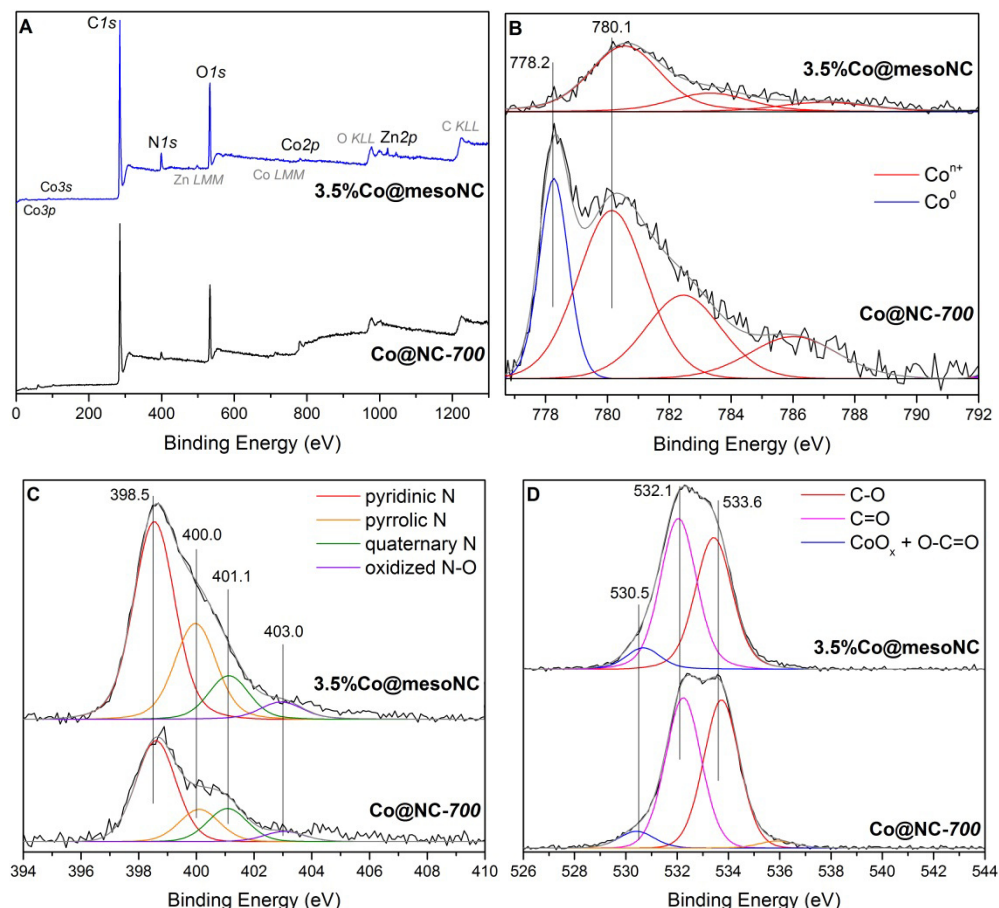 A
C1s
O1s
N1s
Zn LMM
Co2p
Co LMM
O KLL
Zn2p
C KLL
Co3s
Co3p
3.5%Co@mesoNC
Co@NC-700
0 200 400 600 800 1000 1200
Binding Energy (eV)
B
780.1
778.2
3.5%Co@mesoNC
Coⁿ⁺
Co⁰
Co@NC-700
778 780 782 784 786 788 790 792
Binding Energy (eV)
C
398.5
400.0
401.1
403.0
pyridinic N
pyrrolic N
quaternary N
oxidized N-O
3.5%Co@mesoNC
Co@NC-700
394 396 398 400 402 404 406 408 410
Binding Energy (eV)
D
532.1
533.6
530.5
C-O
C=O
CoOₓ + O-C=O
3.5%Co@mesoNC
Co@NC-700
526 528 530 532 534 536 538 540 542 544
Binding Energy (eV)